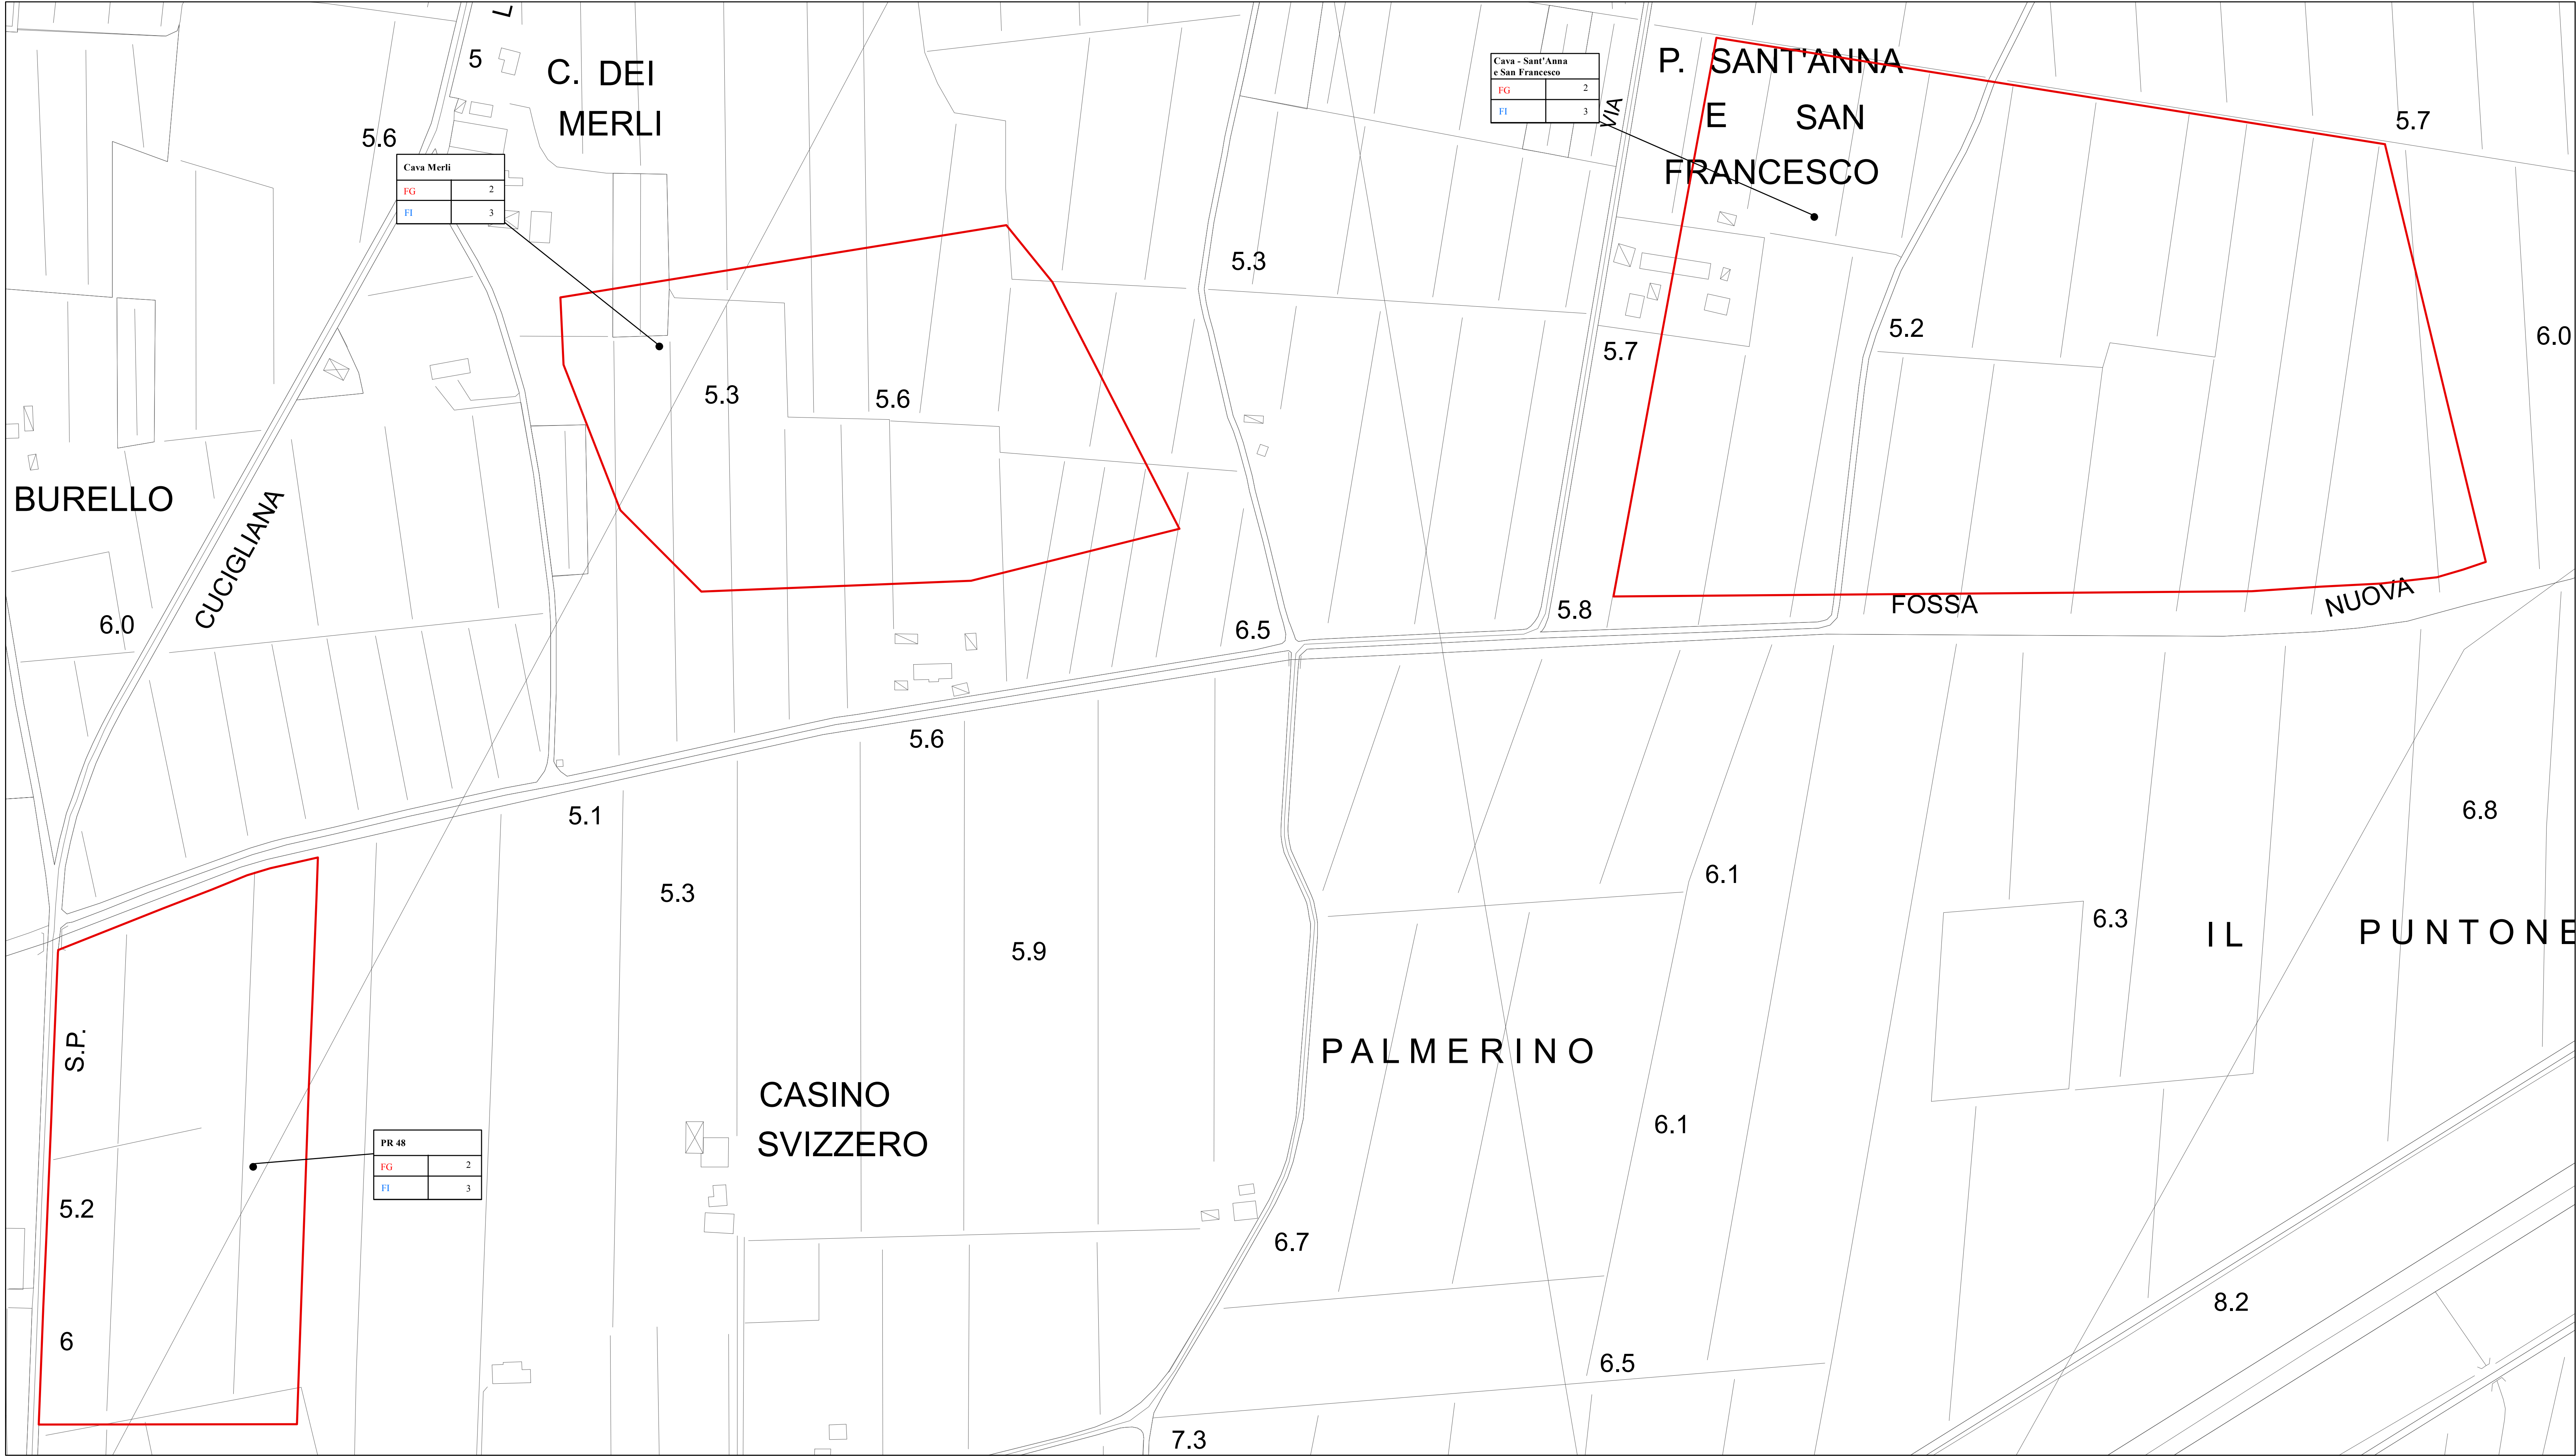 L
5
C. DEI
MERLI
5.6
Cava Merli
FG 2
FI 3
Cava - Sant'Anna
e San Francesco
FG 2
FI 3
VIA
P. SANT'ANNA
E SAN
FRANCESCO
5.7
5.3
5.2
6.0
5.7
5.3
5.6
BURELLO
CUCIGLIANA
6.0
6.5
5.8
FOSSA
NUOVA
5.6
5.1
6.8
5.3
6.1
6.3
IL PUNTONE
5.9
S.P.
PALMERINO
CASINO
SVIZZERO
6.1
PR 48
FG 2
FI 3
5.2
6.7
8.2
6
6.5
7.3